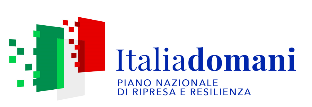 Italiadomani
PIANO NAZIONALE
DI RIPRESA E RESILIENZA